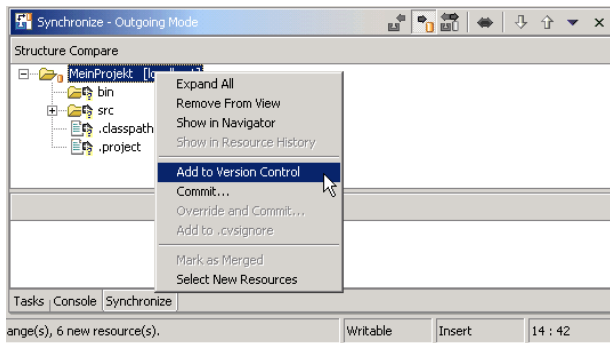 Synchronize - Outgoing Mode
Structure Compare
MeinProjekt
bin
src
.classpath
.project
Expand All
Remove From View
Show in Navigator
Show in Resource History
Add to Version Control
Commit...
Override and Commit...
Add to .cvsignore
Mark as Merged
Select New Resources
Tasks Console Synchronize
ange(s), 6 new resource(s). Writable Insert 14 : 42